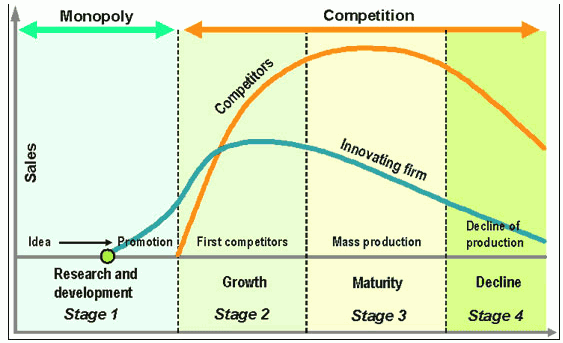 Monopoly
Competition
Sales
Competitors
Innovating firm
Idea
Promotion
First competitors
Mass production
Decline of
production
Research and
development
Growth
Maturity
Decline
Stage 1
Stage 2
Stage 3
Stage 4